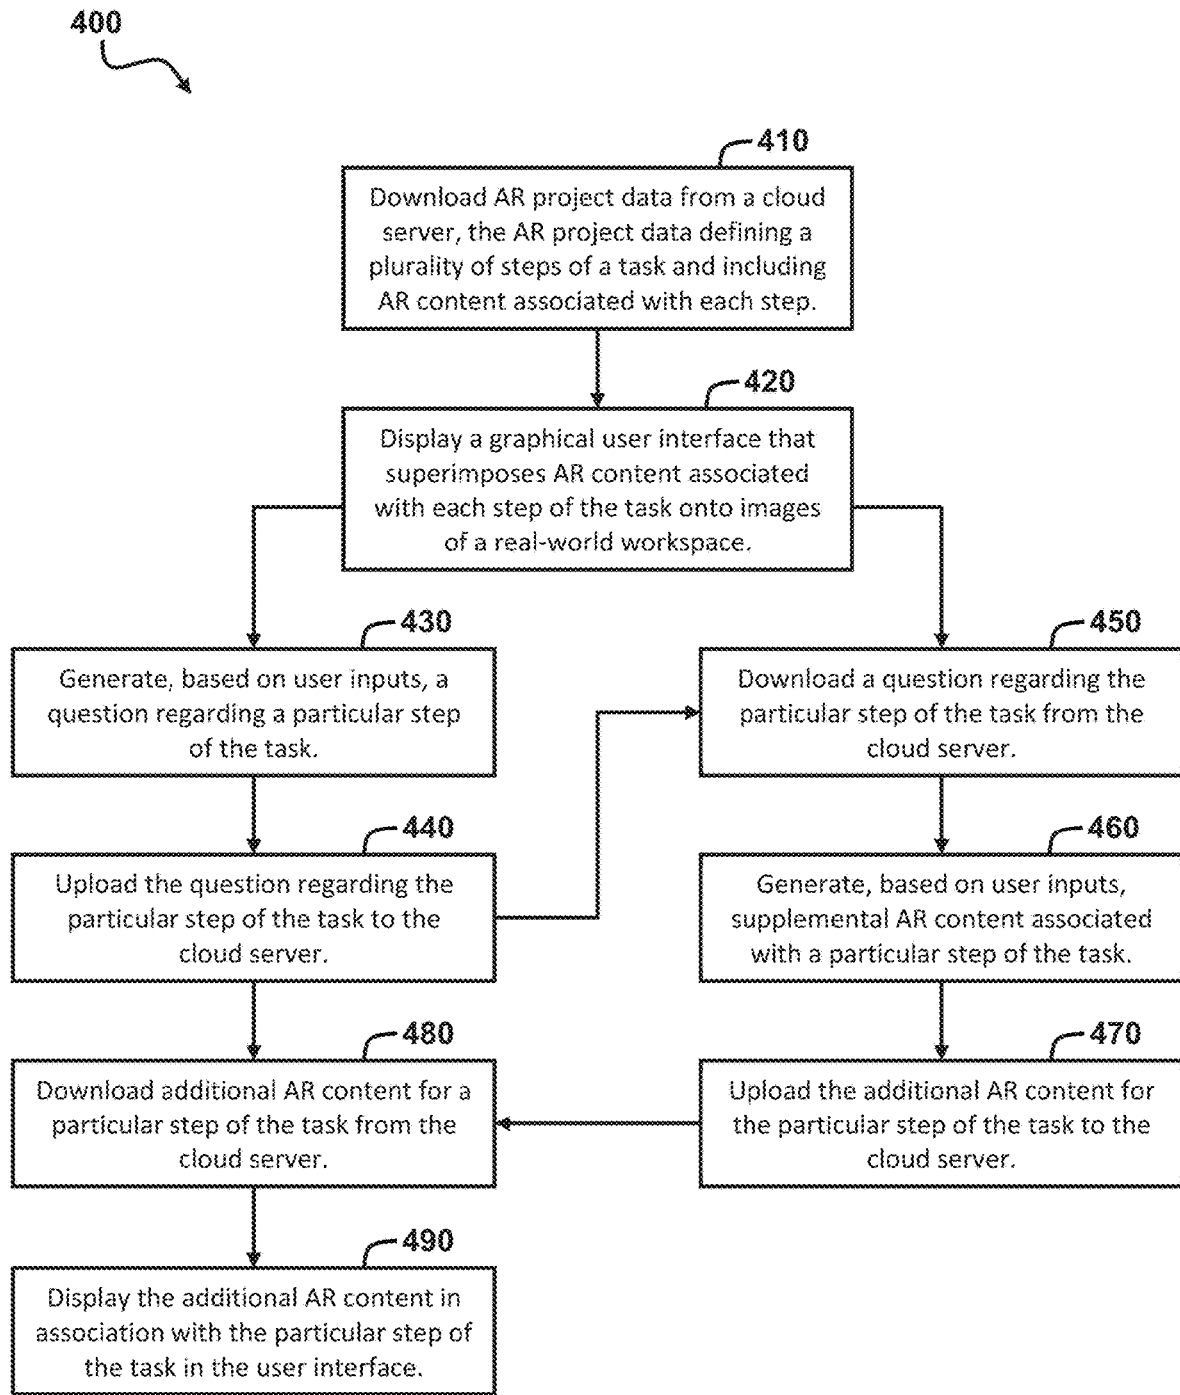 400
410
Download AR project data from a cloud
server, the AR project data defining a
plurality of steps of a task and including
AR content associated with each step.
420
Display a graphical user interface that
superimposes AR content associated
with each step of the task onto images
of a real-world workspace.
430
Generate, based on user inputs, a
question regarding a particular step
of the task.
450
Download a question regarding the
particular step of the task from the
cloud server.
440
Upload the question regarding the
particular step of the task to the
cloud server.
460
Generate, based on user inputs,
supplemental AR content associated
with a particular step of the task.
480
Download additional AR content for a
particular step of the task from the
cloud server.
470
Upload the additional AR content for
the particular step of the task to the
cloud server.
490
Display the additional AR content in
association with the particular step of
the task in the user interface.